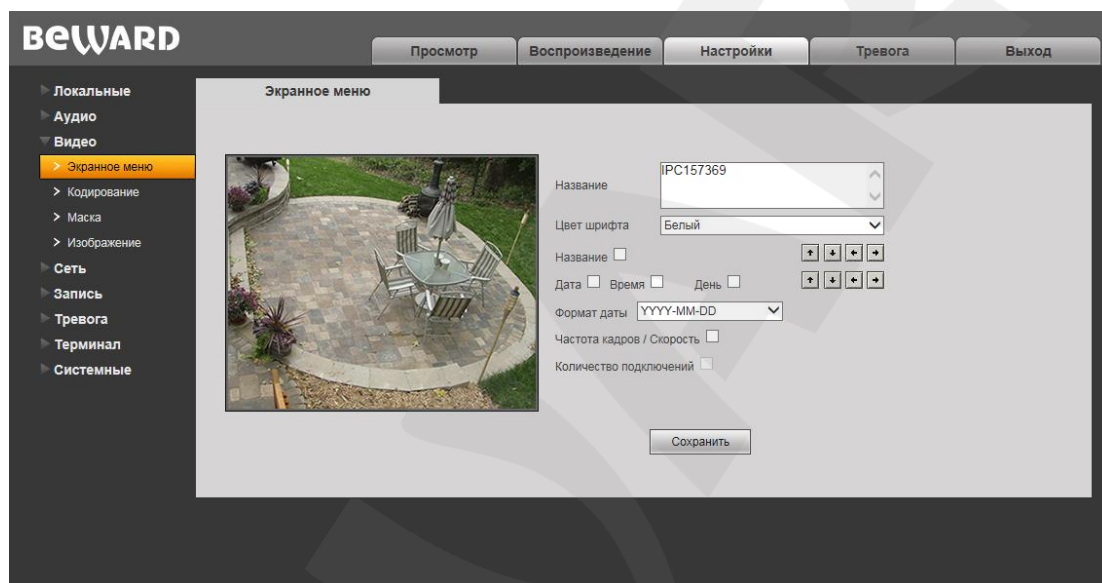 BEWARD
Просмотр Воспроизведение Настройки Тревога Выход
Локальные
Аудио
Видео
> Экранное меню
> Кодирование
> Маска
> Изображение
Сеть
Запись
Тревога
Терминал
Системные
Экранное меню
Название IPC157369
Цвет шрифта Белый
Название
Дата Время День
Формат даты YYYY-MM-DD
Частота кадров / Скорость
Количество подключений
Сохранить